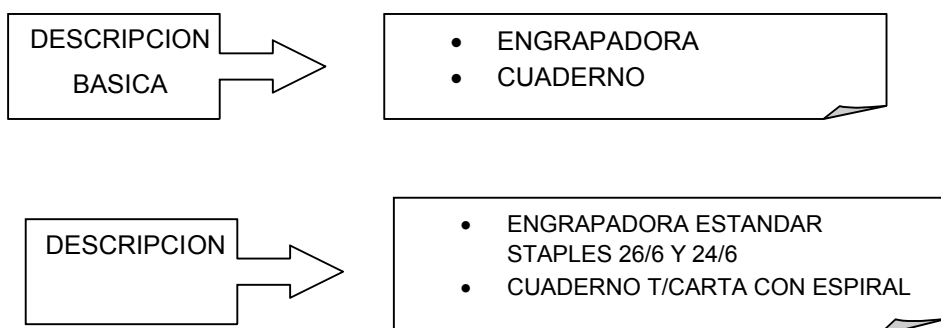 DESCRIPCION
BASICA
• ENGRAPADORA
• CUADERNO
DESCRIPCION
• ENGRAPADORA ESTANDAR
STAPLES 26/6 Y 24/6
• CUADERNO T/CARTA CON ESPIRAL